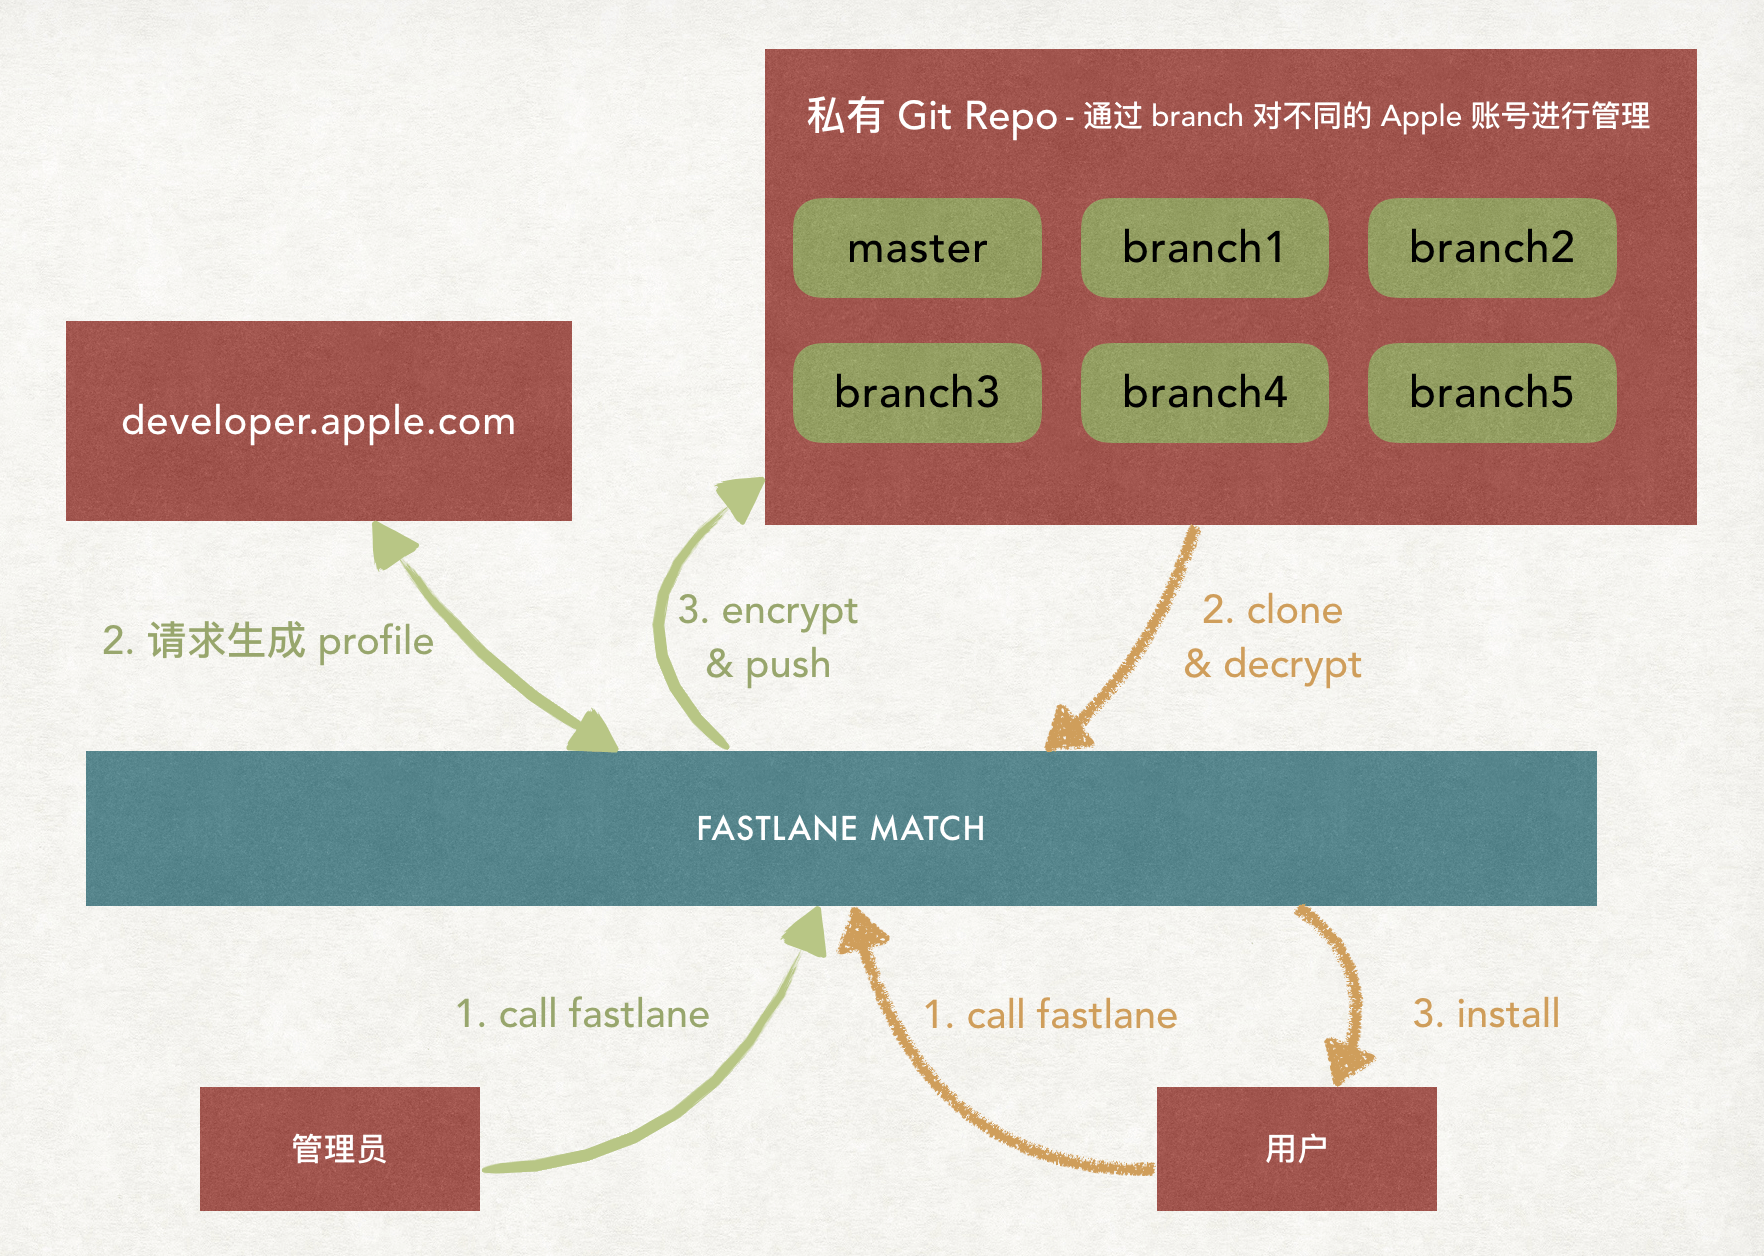 私有 Git Repo - 通过 branch 对不同的 Apple 账号进行管理
master
branch1
branch2
branch3
branch4
branch5
developer.apple.com
2. 请求生成 profile
3. encrypt
& push
2. clone
& decrypt
FASTLANE MATCH
1. call fastlane
1. call fastlane
3. install
管理员
用户